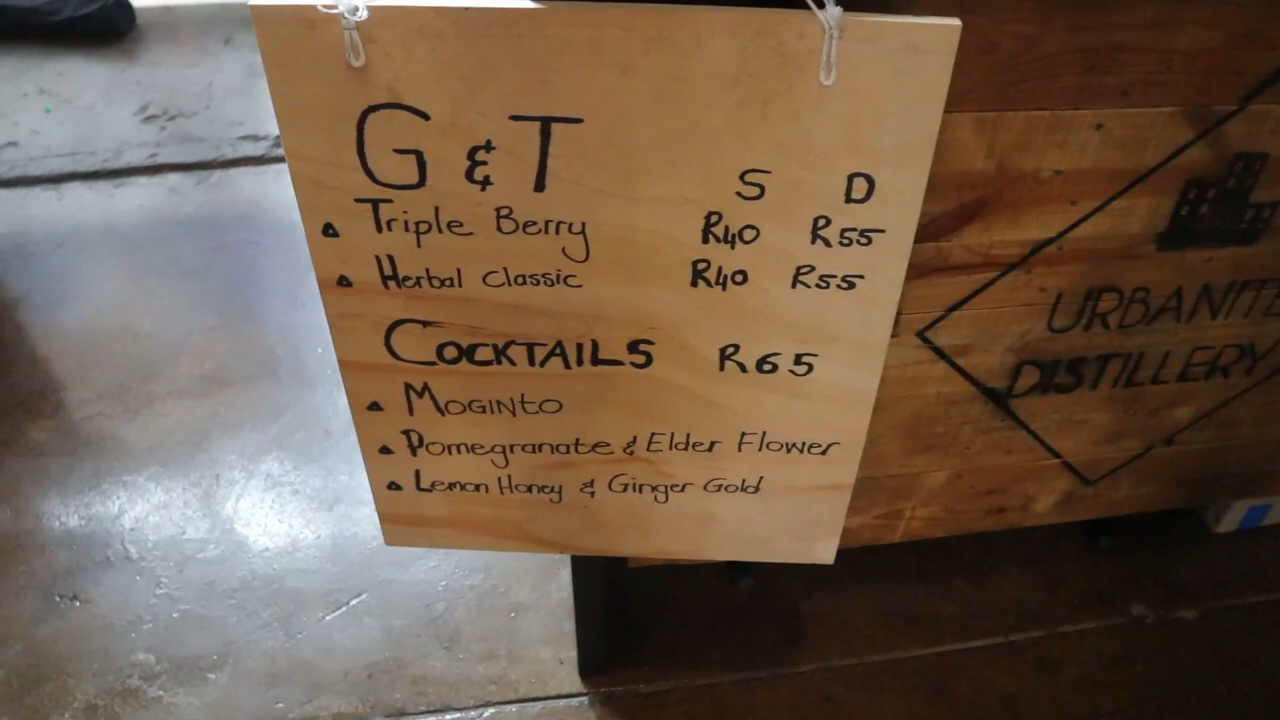 G & T S D
Triple Berry R40 R55
Herbal Classic R40 R55
COCKTAILS R65
MOGINto
Pomegranate & Elder Flower
Lemon Honey & Ginger Gold
URBANITE
DISTILLERY